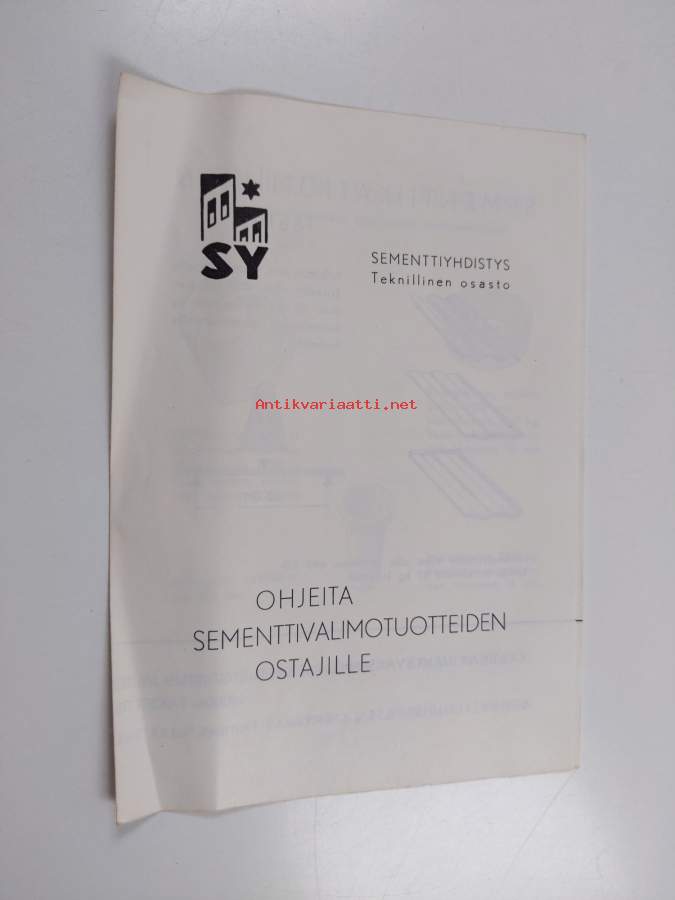 SY
SEMENTTIYHDISTYS
Teknillinen osasto
Antikvariaatti.net
OHJEITA
SEMENTTIVALIMOTUOTTEIDEN
OSTAJILLE